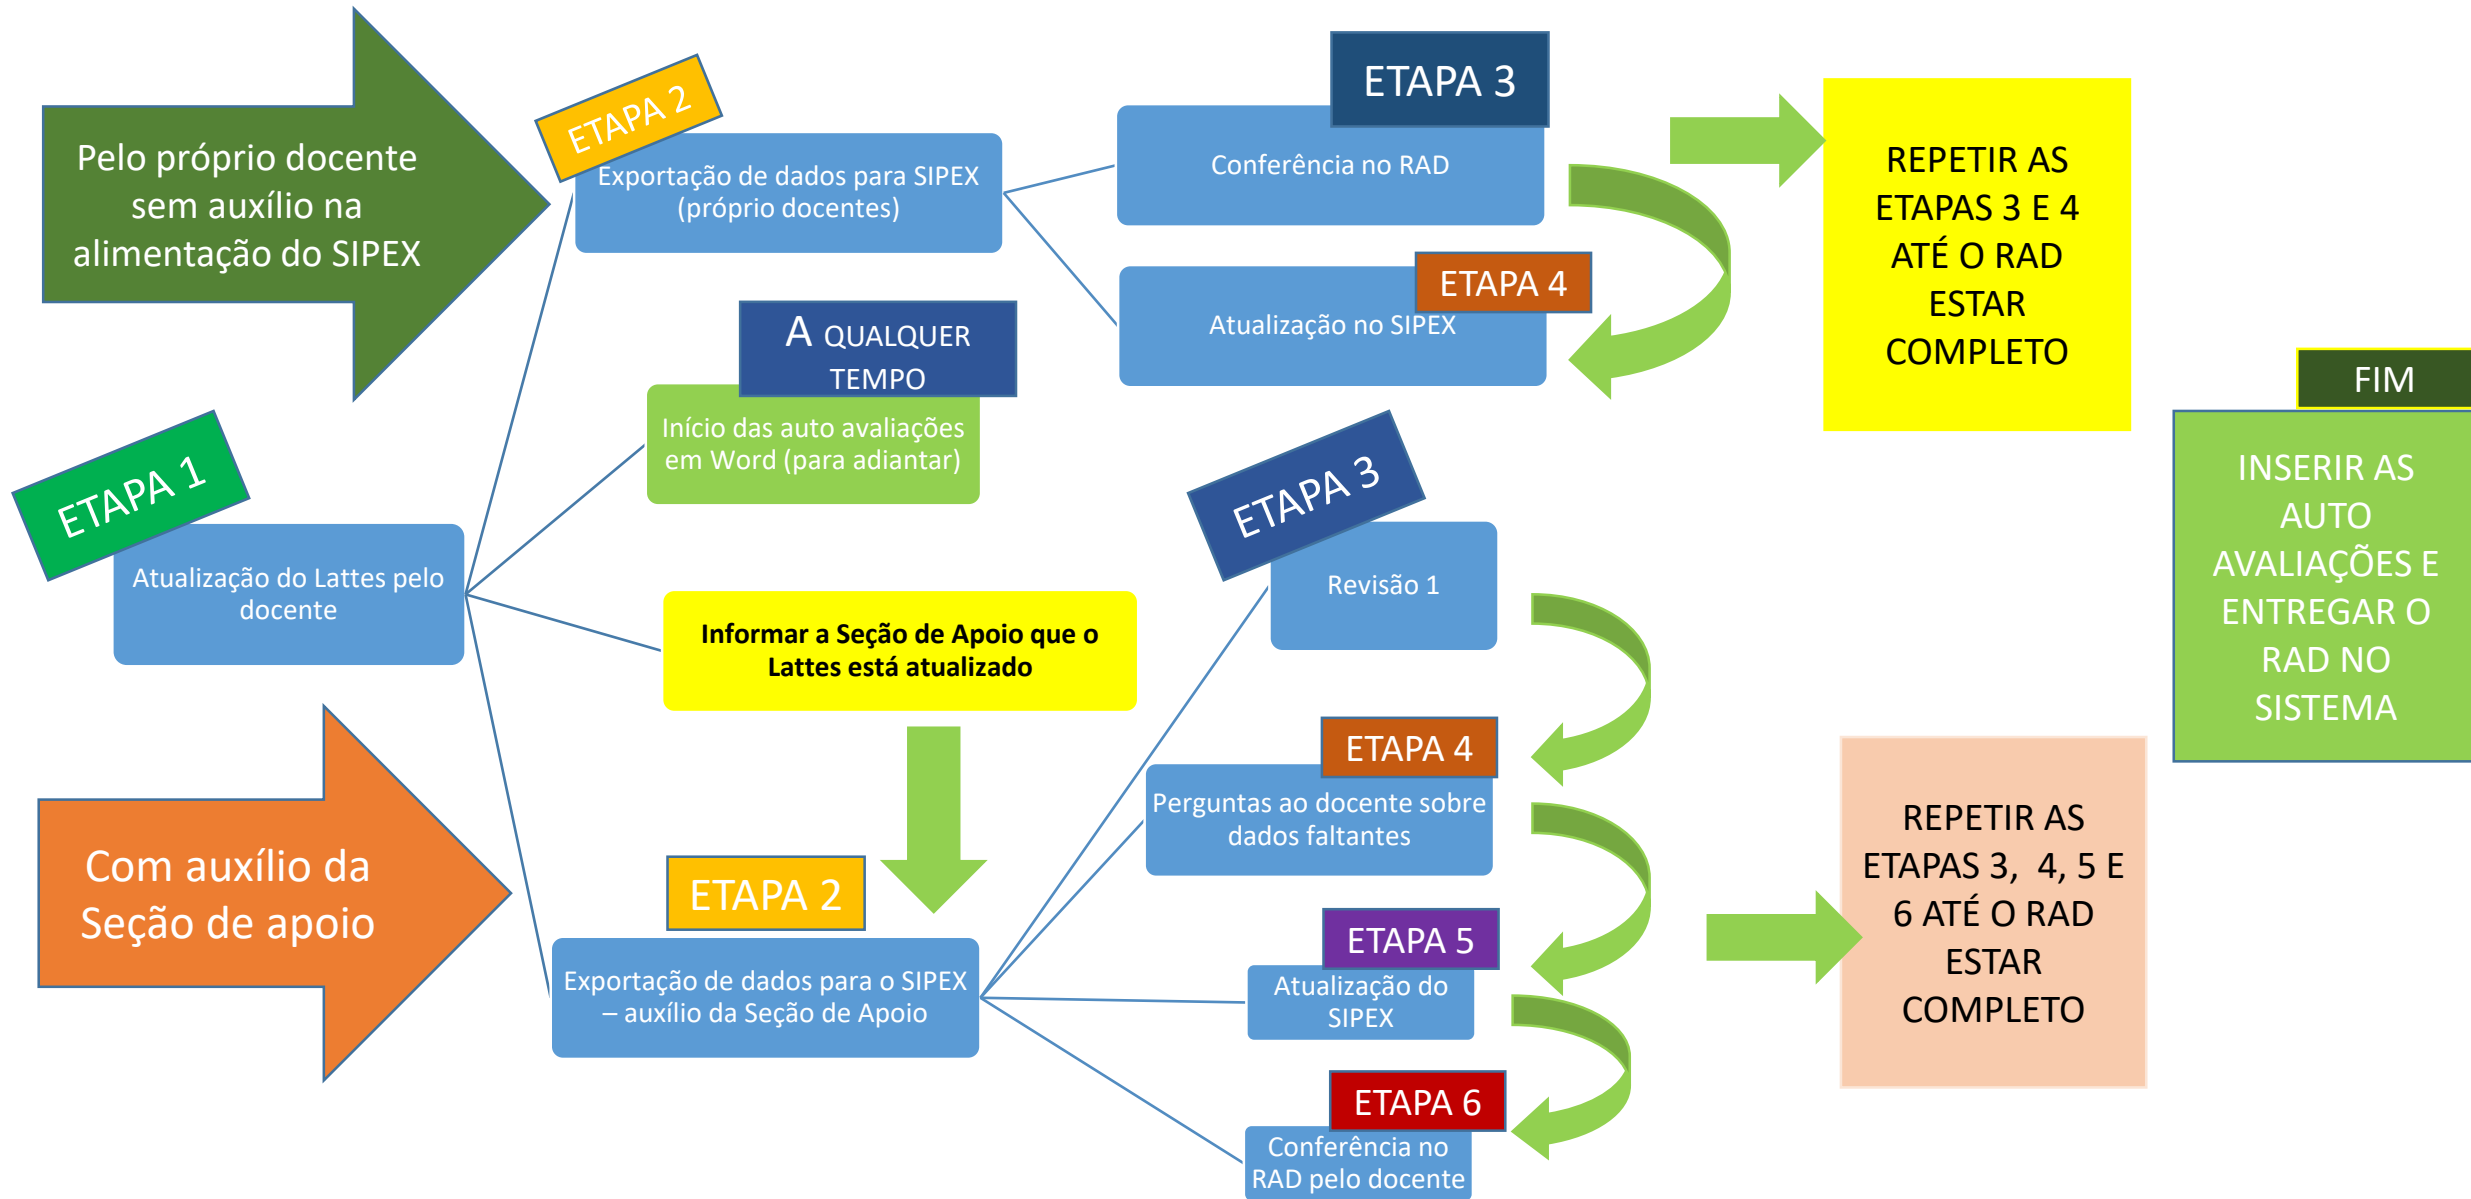 Pelo próprio docente
sem auxílio na
alimentação do SIPEX
ETAPA 2
Exportação de dados para SIPEX
(próprio docentes)
ETAPA 3
Conferência no RAD
ETAPA 4
Atualização no SIPEX
REPETIR AS
ETAPAS 3 E 4
ATÉ O RAD
ESTAR
COMPLETO
A QUALQUER
TEMPO
Início das auto avaliações
em Word (para adiantar)
ETAPA 1
Atualização do Lattes pelo
docente
Informar a Seção de Apoio que o
Lattes está atualizado
Com auxílio da
Seção de apoio
ETAPA 2
Exportação de dados para o SIPEX
– auxílio da Seção de Apoio
ETAPA 3
Revisão 1
ETAPA 4
Perguntas ao docente sobre
dados faltantes
ETAPA 5
Atualização do
SIPEX
ETAPA 6
Conferência no
RAD pelo docente
REPETIR AS
ETAPAS 3, 4, 5 E
6 ATÉ O RAD
ESTAR
COMPLETO
FIM
INSERIR AS
AUTO
AVALIAÇÕES E
ENTREGAR O
RAD NO
SISTEMA